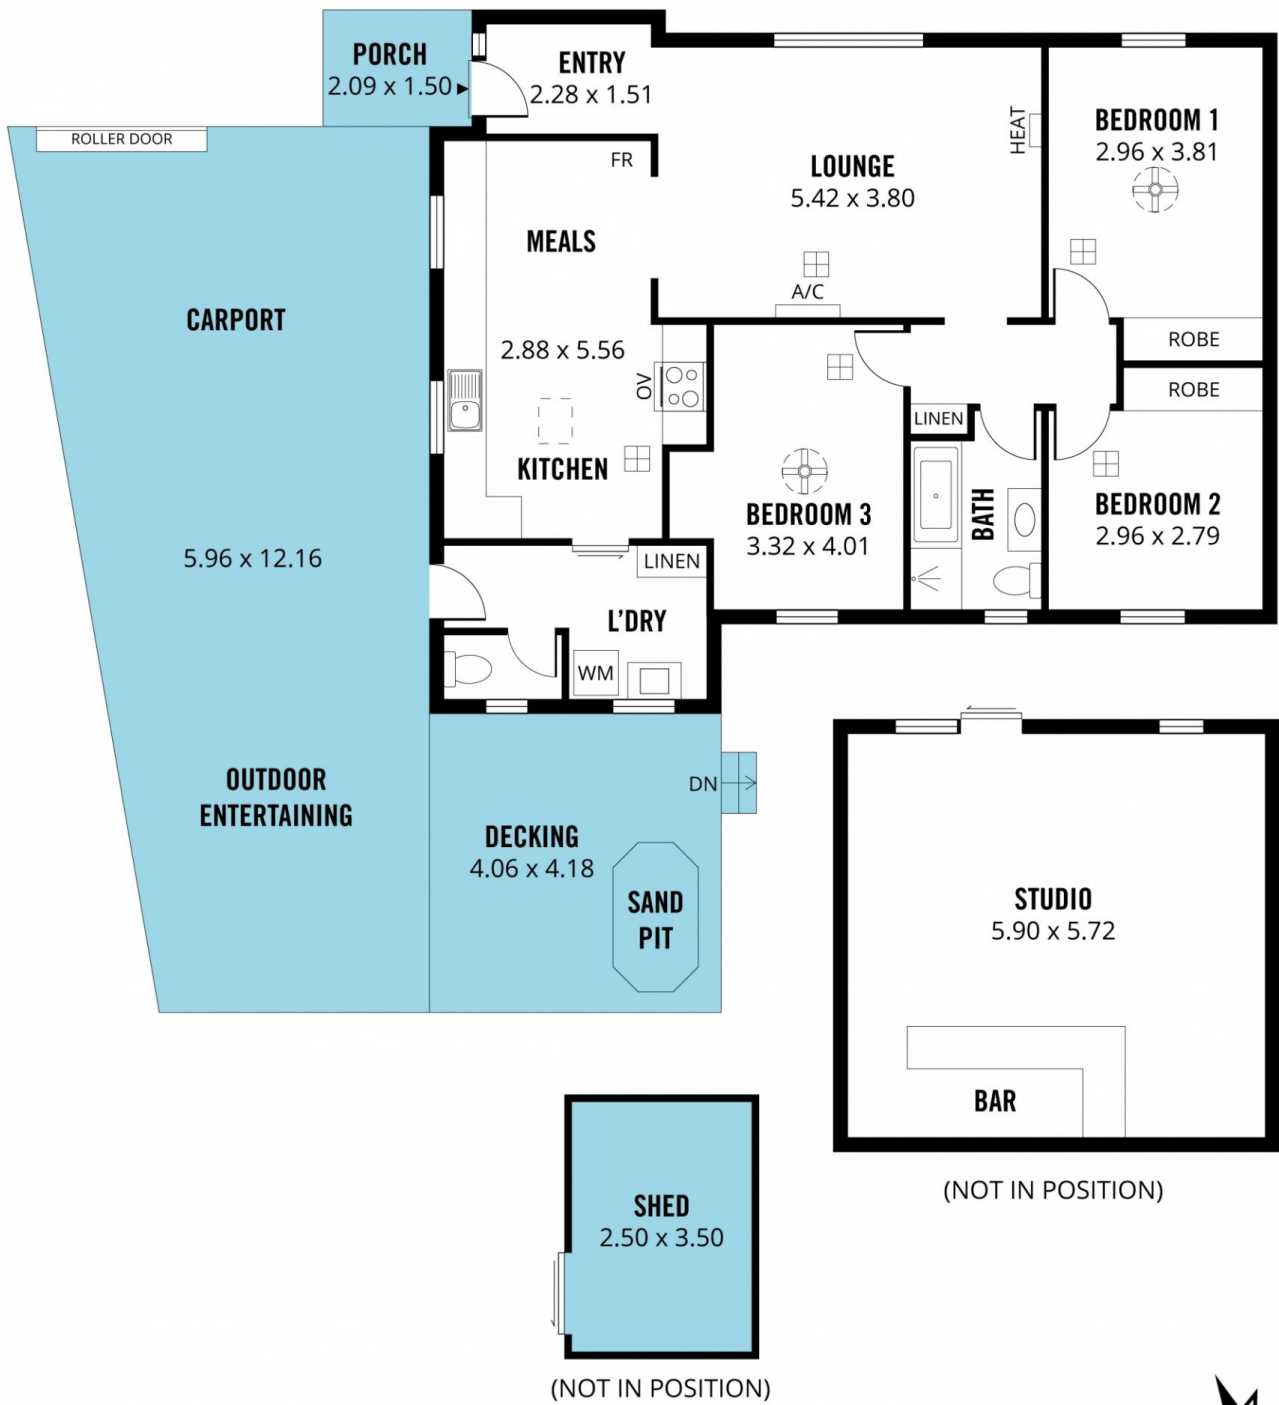 PORCH
2.09 x 1.50
ENTRY
2.28 x 1.51
ROLLER DOOR
FR
HEAT
BEDROOM 1
2.96 x 3.81
LOUNGE
5.42 x 3.80
MEALS
A/C
CARPORT
2.88 x 5.56
OV
ROBE
ROBE
LINEN
KITCHEN
BEDROOM 3
3.32 x 4.01
BATH
BEDROOM 2
2.96 x 2.79
5.96 x 12.16
LINEN
L'DRY
WM
OUTDOOR
ENTERTAINING
DN
DECKING
4.06 x 4.18
SAND
PIT
STUDIO
5.90 x 5.72
BAR
(NOT IN POSITION)
SHED
2.50 x 3.50
(NOT IN POSITION)